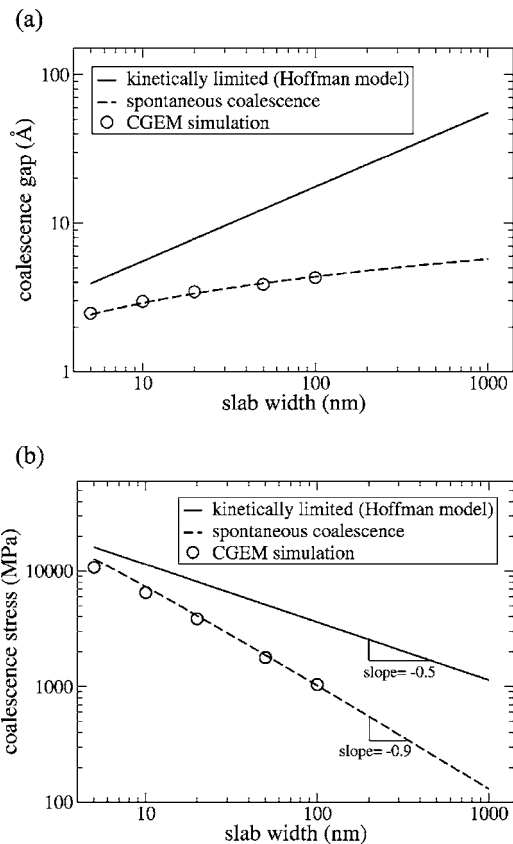 (a)
100
kinetically limited (Hoffman model)
spontaneous coalescence
CGEM simulation
coalescence gap (Å)
10
1
10
100
1000
slab width (nm)
(b)
kinetically limited (Hoffman model)
spontaneous coalescence
CGEM simulation
coalescence stress (MPa)
10000
1000
100
slope= -0.5
slope= -0.9
10
100
1000
slab width (nm)